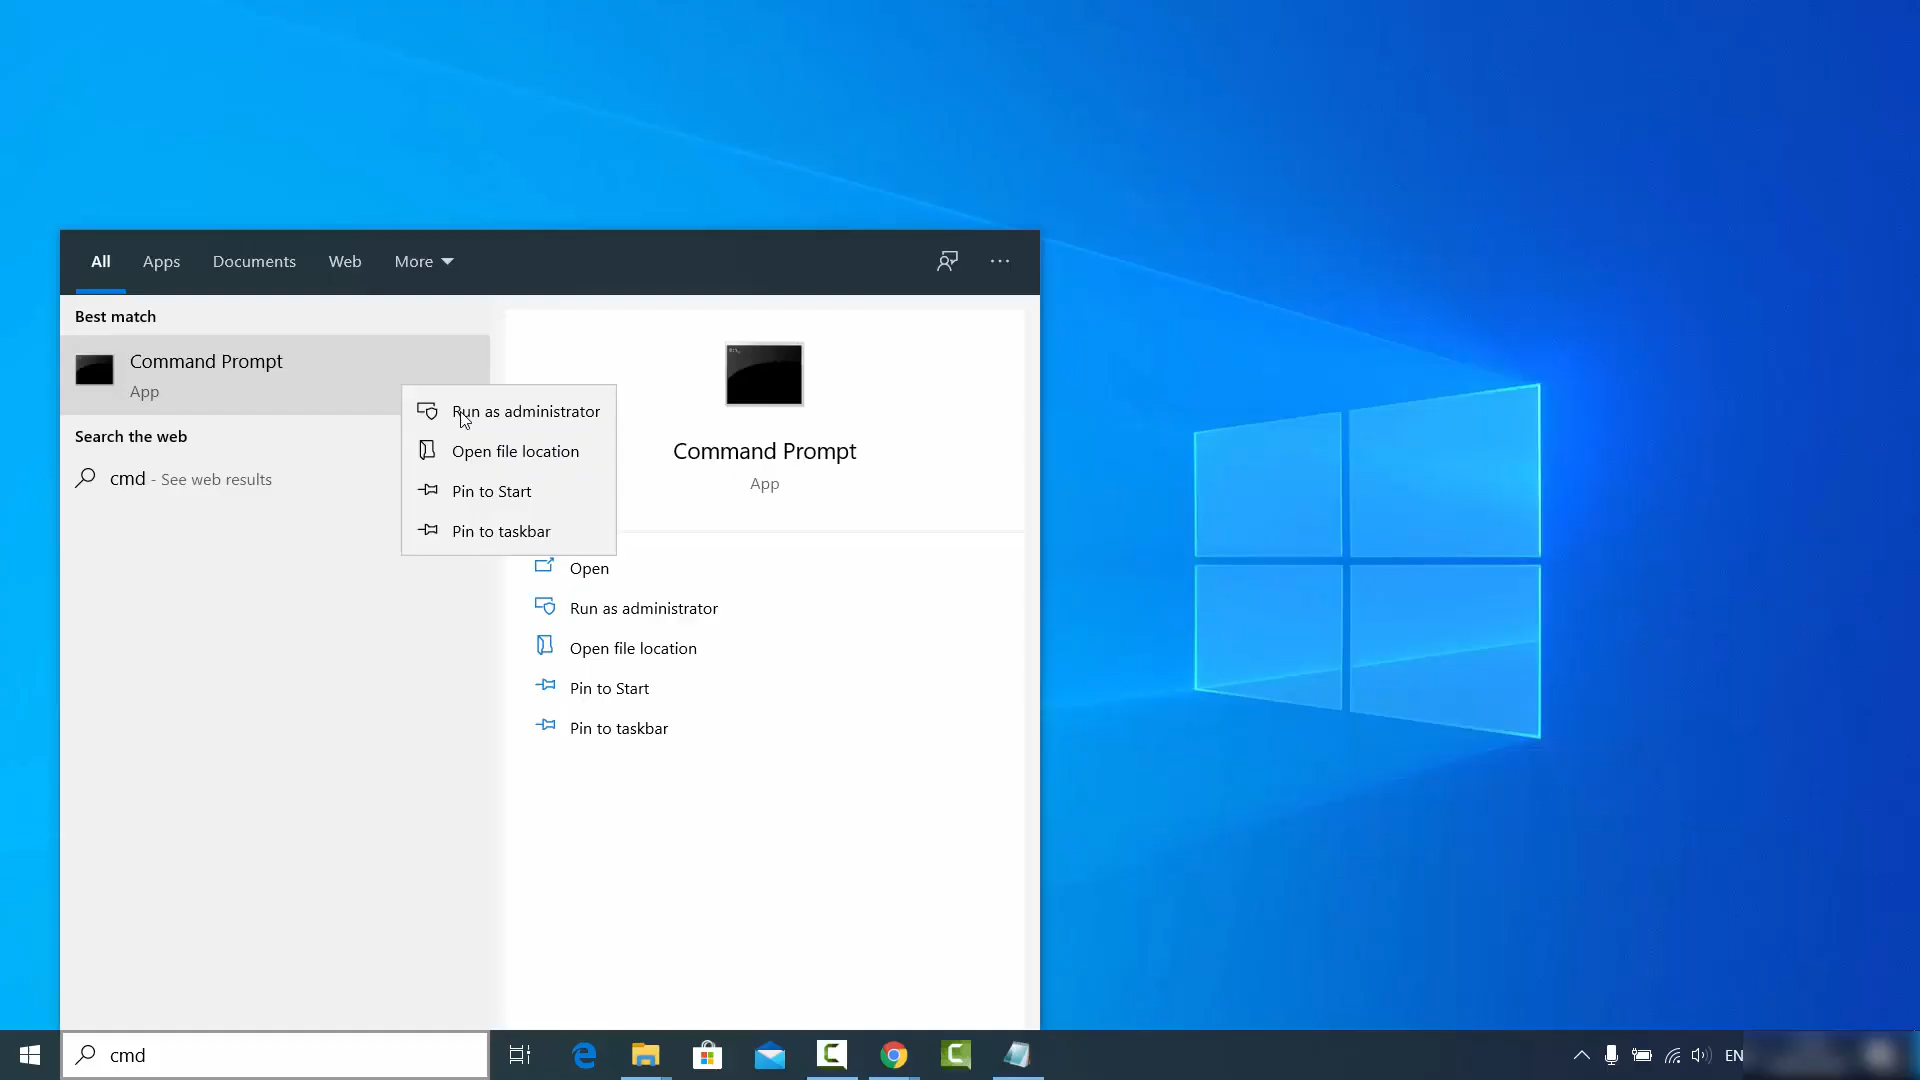 All Apps Documents Web More
Best match
Command Prompt
App
Run as administrator
Open file location
Pin to Start
Pin to taskbar
Search the web
cmd - See web results
Command Prompt
App
Open
Run as administrator
Open file location
Pin to Start
Pin to taskbar
cmd
EN